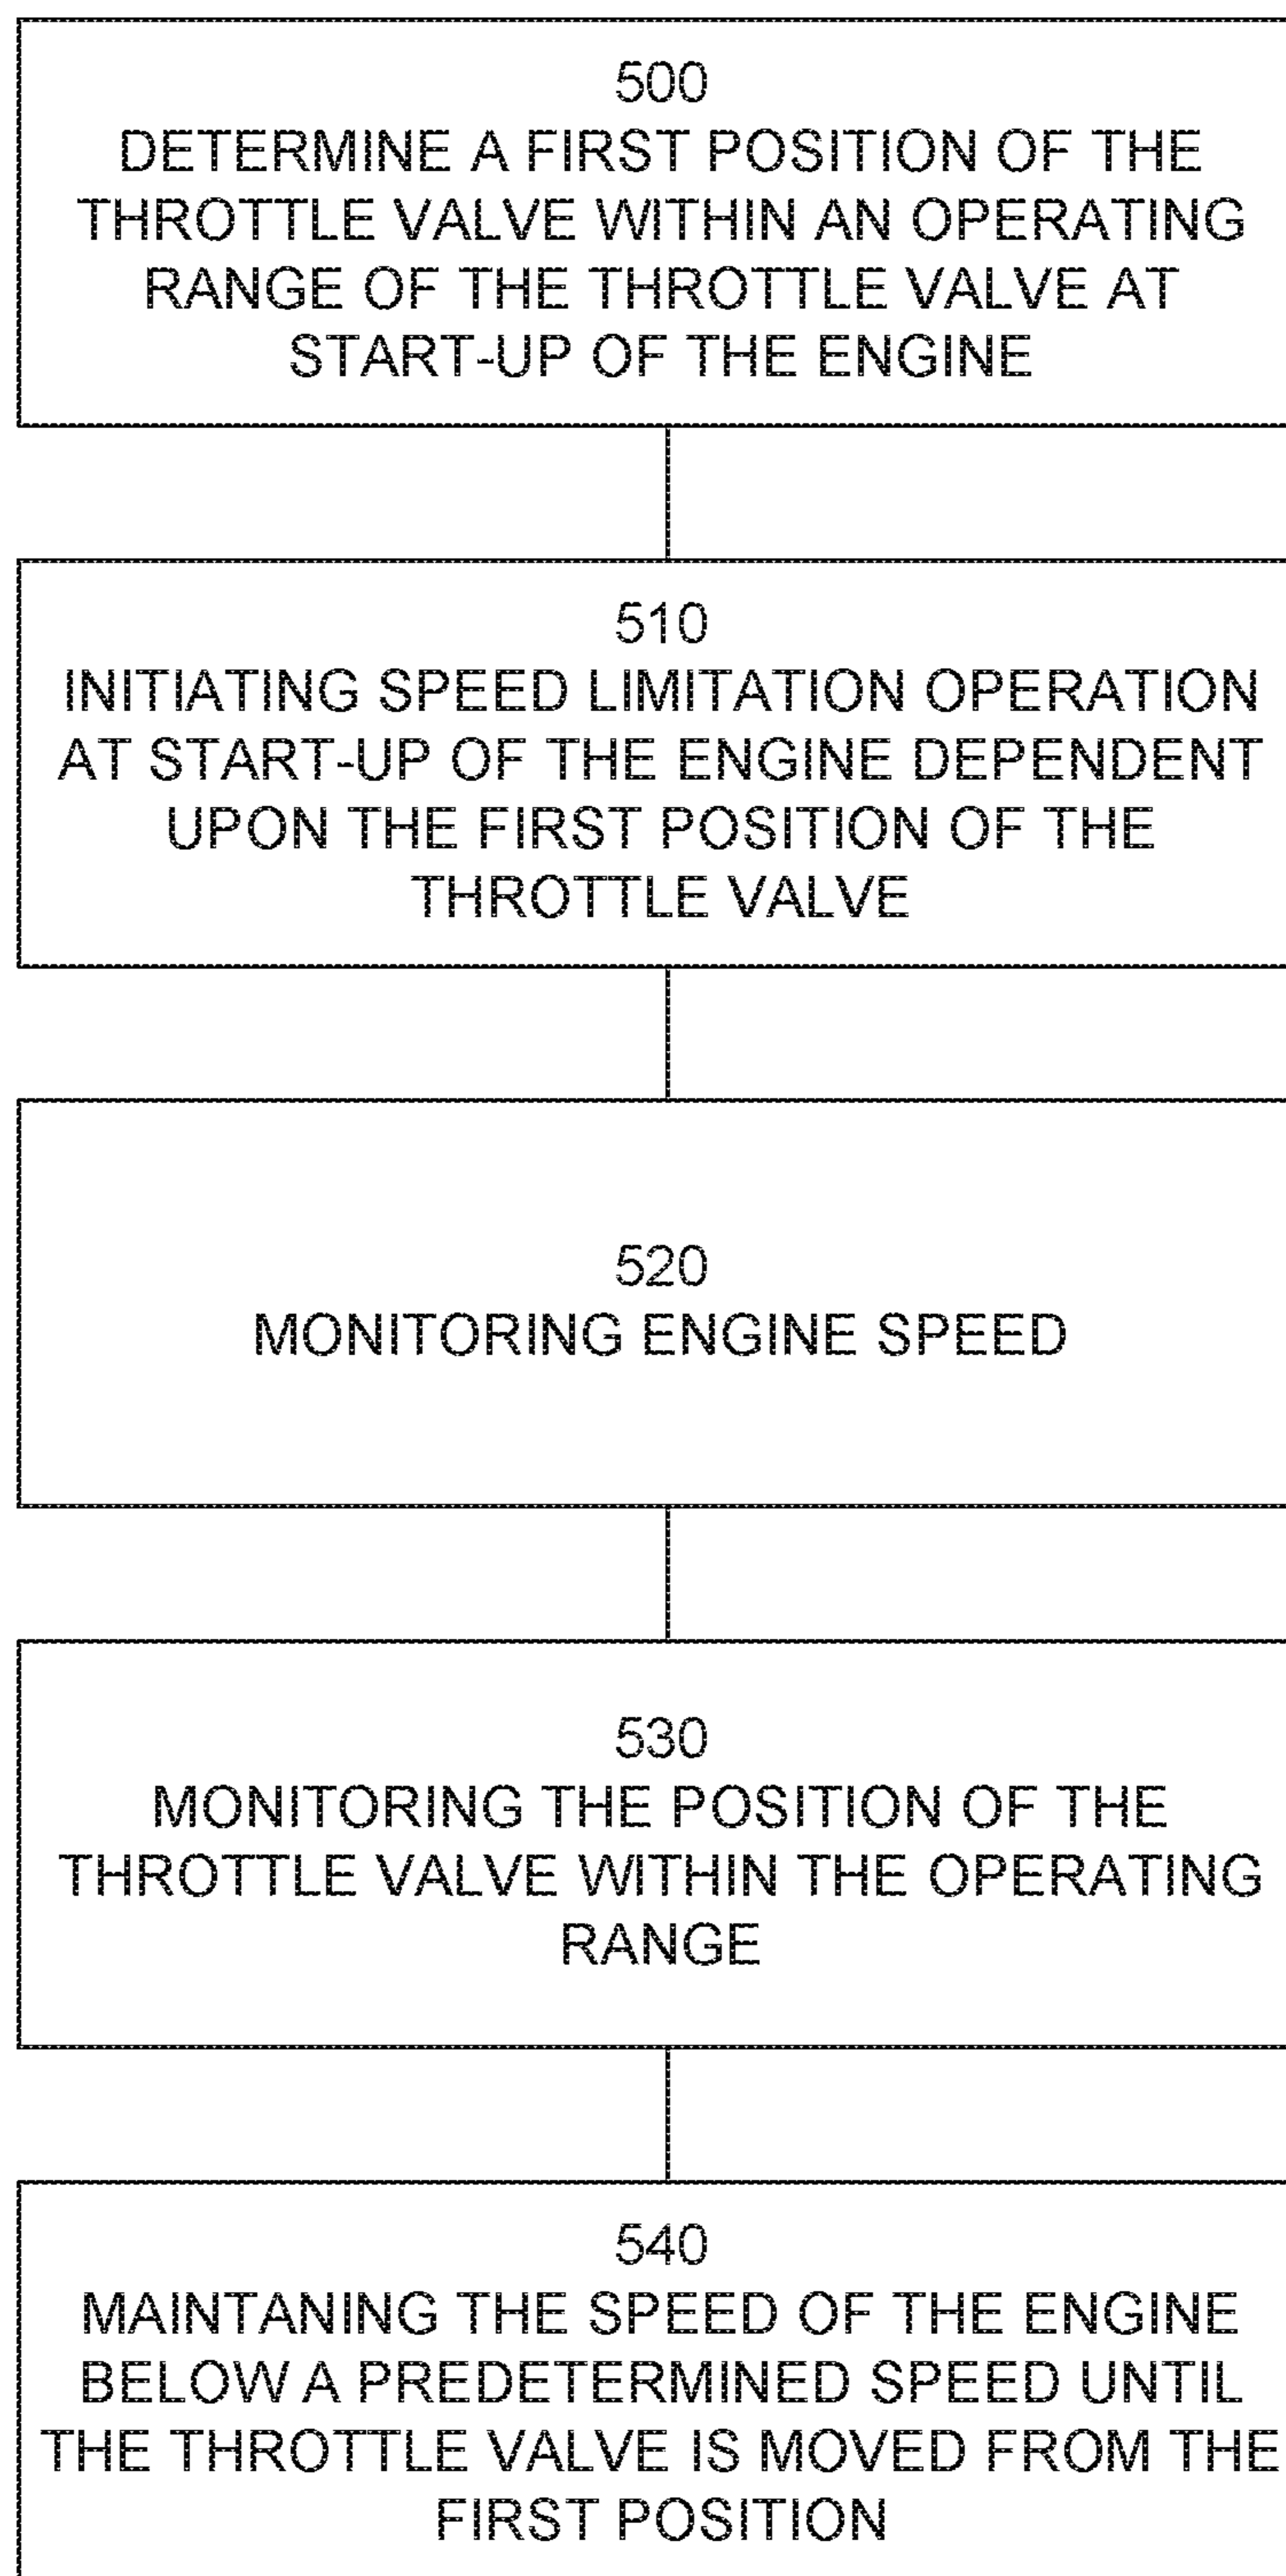 500
DETERMINE A FIRST POSITION OF THE
THROTTLE VALVE WITHIN AN OPERATING
RANGE OF THE THROTTLE VALVE AT
START-UP OF THE ENGINE
510
INITIATING SPEED LIMITATION OPERATION
AT START-UP OF THE ENGINE DEPENDENT
UPON THE FIRST POSITION OF THE
THROTTLE VALVE
520
MONITORING ENGINE SPEED
530
MONITORING THE POSITION OF THE
THROTTLE VALVE WITHIN THE OPERATING
RANGE
540
MAINTANING THE SPEED OF THE ENGINE
BELOW A PREDETERMINED SPEED UNTIL
THE THROTTLE VALVE IS MOVED FROM THE
FIRST POSITION